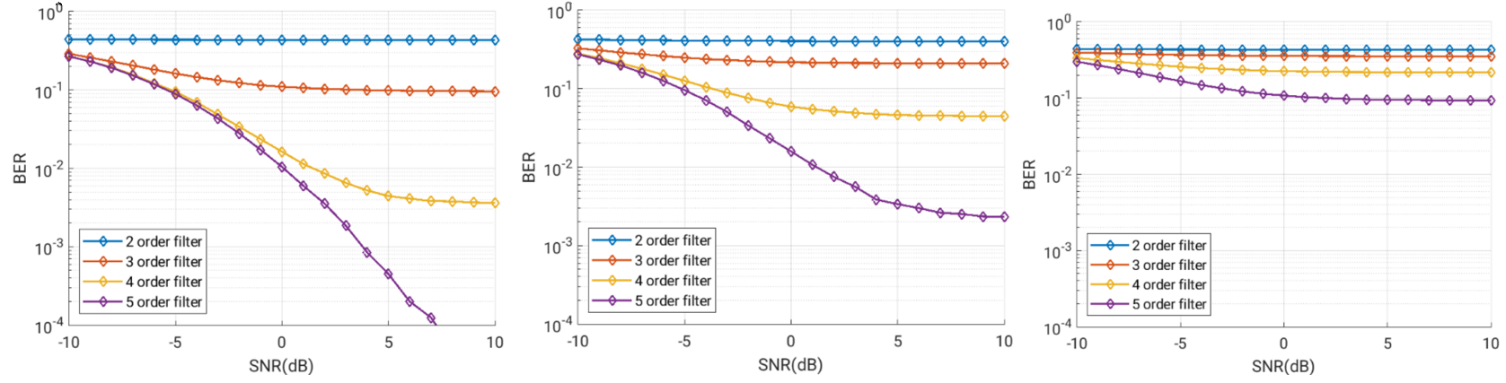 10^0
10^-1
10^-2
10^-3
10^-4
BER
-10 -5 0 5 10
SNR(dB)
2 order filter
3 order filter
4 order filter
5 order filter
10^0
10^-1
10^-2
10^-3
10^-4
BER
-10 -5 0 5 10
SNR(dB)
2 order filter
3 order filter
4 order filter
5 order filter
10^0
10^-1
10^-2
10^-3
10^-4
BER
-10 -5 0 5 10
SNR(dB)
2 order filter
3 order filter
4 order filter
5 order filter